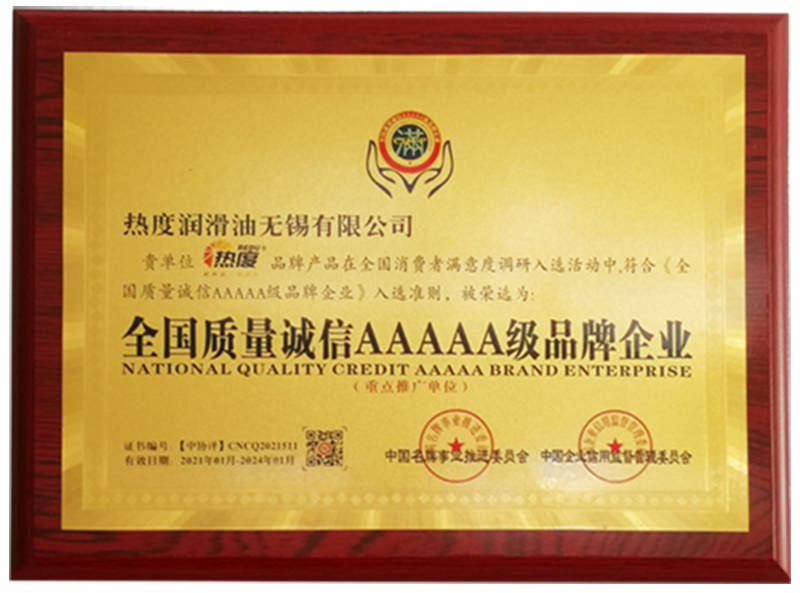 满
热度润滑油无锡有限公司
贵单位 REDU 热度 品牌产品在全国消费者满意度调研入选活动中,符合《全
国质量诚信AAAAA级品牌企业》入选准则，被荣选为:
全国质量诚信AAAAA级品牌企业
NATIONAL QUALITY CREDIT AAAAA BRAND ENTERPRISE
（重点推广单位）
证书编号:【中协评】CNCQ2021511
有效日期: 2021年01月-2024年01月
中国名牌事业推进委员会 中国企业信用监督管理委员会